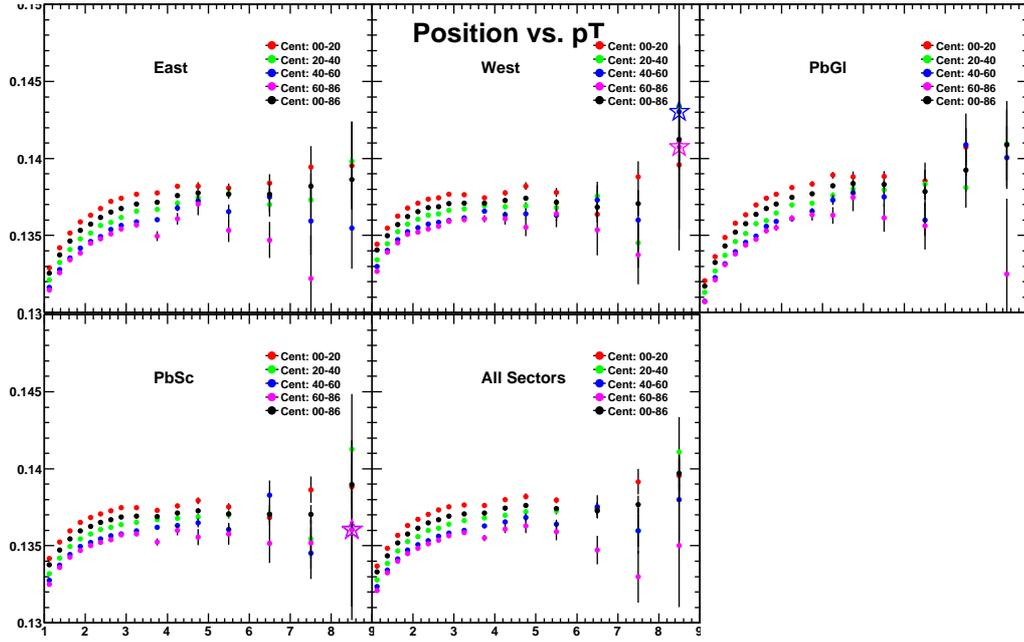 Position vs. pT
0.15
0.145
0.14
0.135
0.13
East
Cent: 00-20
Cent: 20-40
Cent: 40-60
Cent: 60-86
Cent: 00-86
West
Cent: 00-20
Cent: 20-40
Cent: 40-60
Cent: 60-86
Cent: 00-86
PbGl
Cent: 00-20
Cent: 20-40
Cent: 40-60
Cent: 60-86
Cent: 00-86
0.145
0.14
0.135
0.13
PbSc
Cent: 00-20
Cent: 20-40
Cent: 40-60
Cent: 60-86
Cent: 00-86
All Sectors
Cent: 00-20
Cent: 20-40
Cent: 40-60
Cent: 60-86
Cent: 00-86
1 2 3 4 5 6 7 8 9 2 3 4 5 6 7 8 9